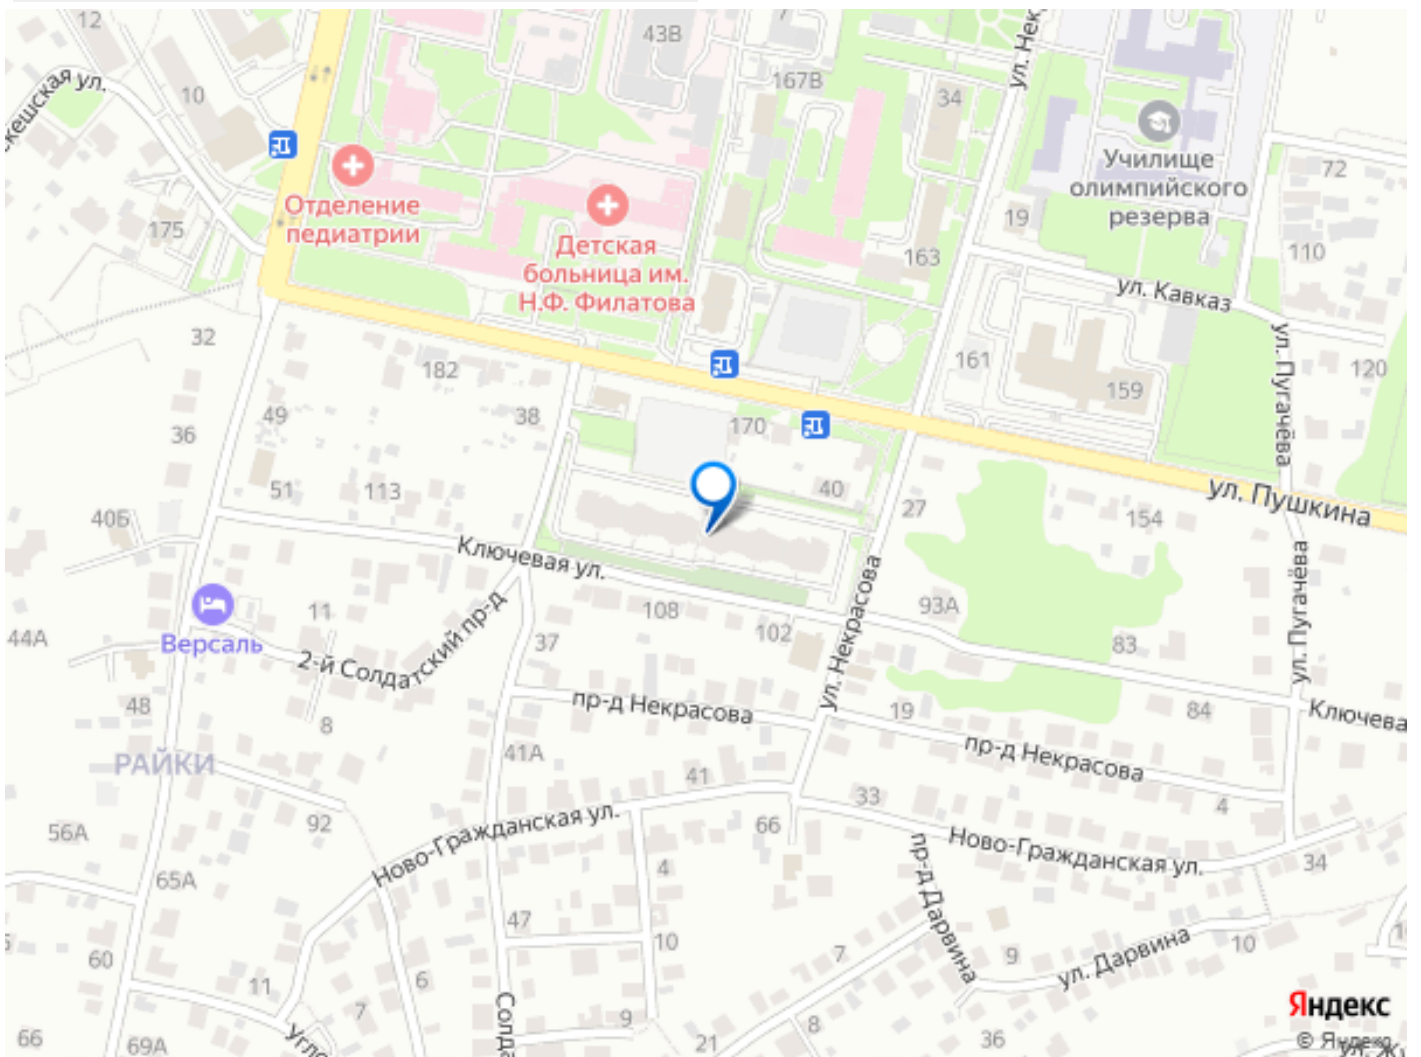 12
43В
7
ул. Нек
167В
34
10
кешская ул.
Училище
олимпийского
резерва
72
Отделение
педиатрии
175
Детская
больница им.
Н.Ф. Филатова
19
163
110
ул. Кавказ
32
182
161
159
120
ул. Пугачёва
49
38
170
36
51
113
40
27
ул. Пушкина
40Б
154
Ключевая ул.
ул. Некрасова
ул. Пугачёва
11
108
102
93А
44А
Версаль
2-й Солдатский пр-д
37
83
48
8
пр-д Некрасова
19
84
Ключева
РАЙКИ
41А
41
пр-д Некрасова
33
4
56А
92
Ново-Гражданская ул.
66
Ново-Гражданская ул.
34
65А
4
пр-д Дарвина
47
10
7
9
ул. Дарвина
10
60
11
7
6
Солда
9
8
21
36
66
69А
Угло
Яндекс
© Яндекс